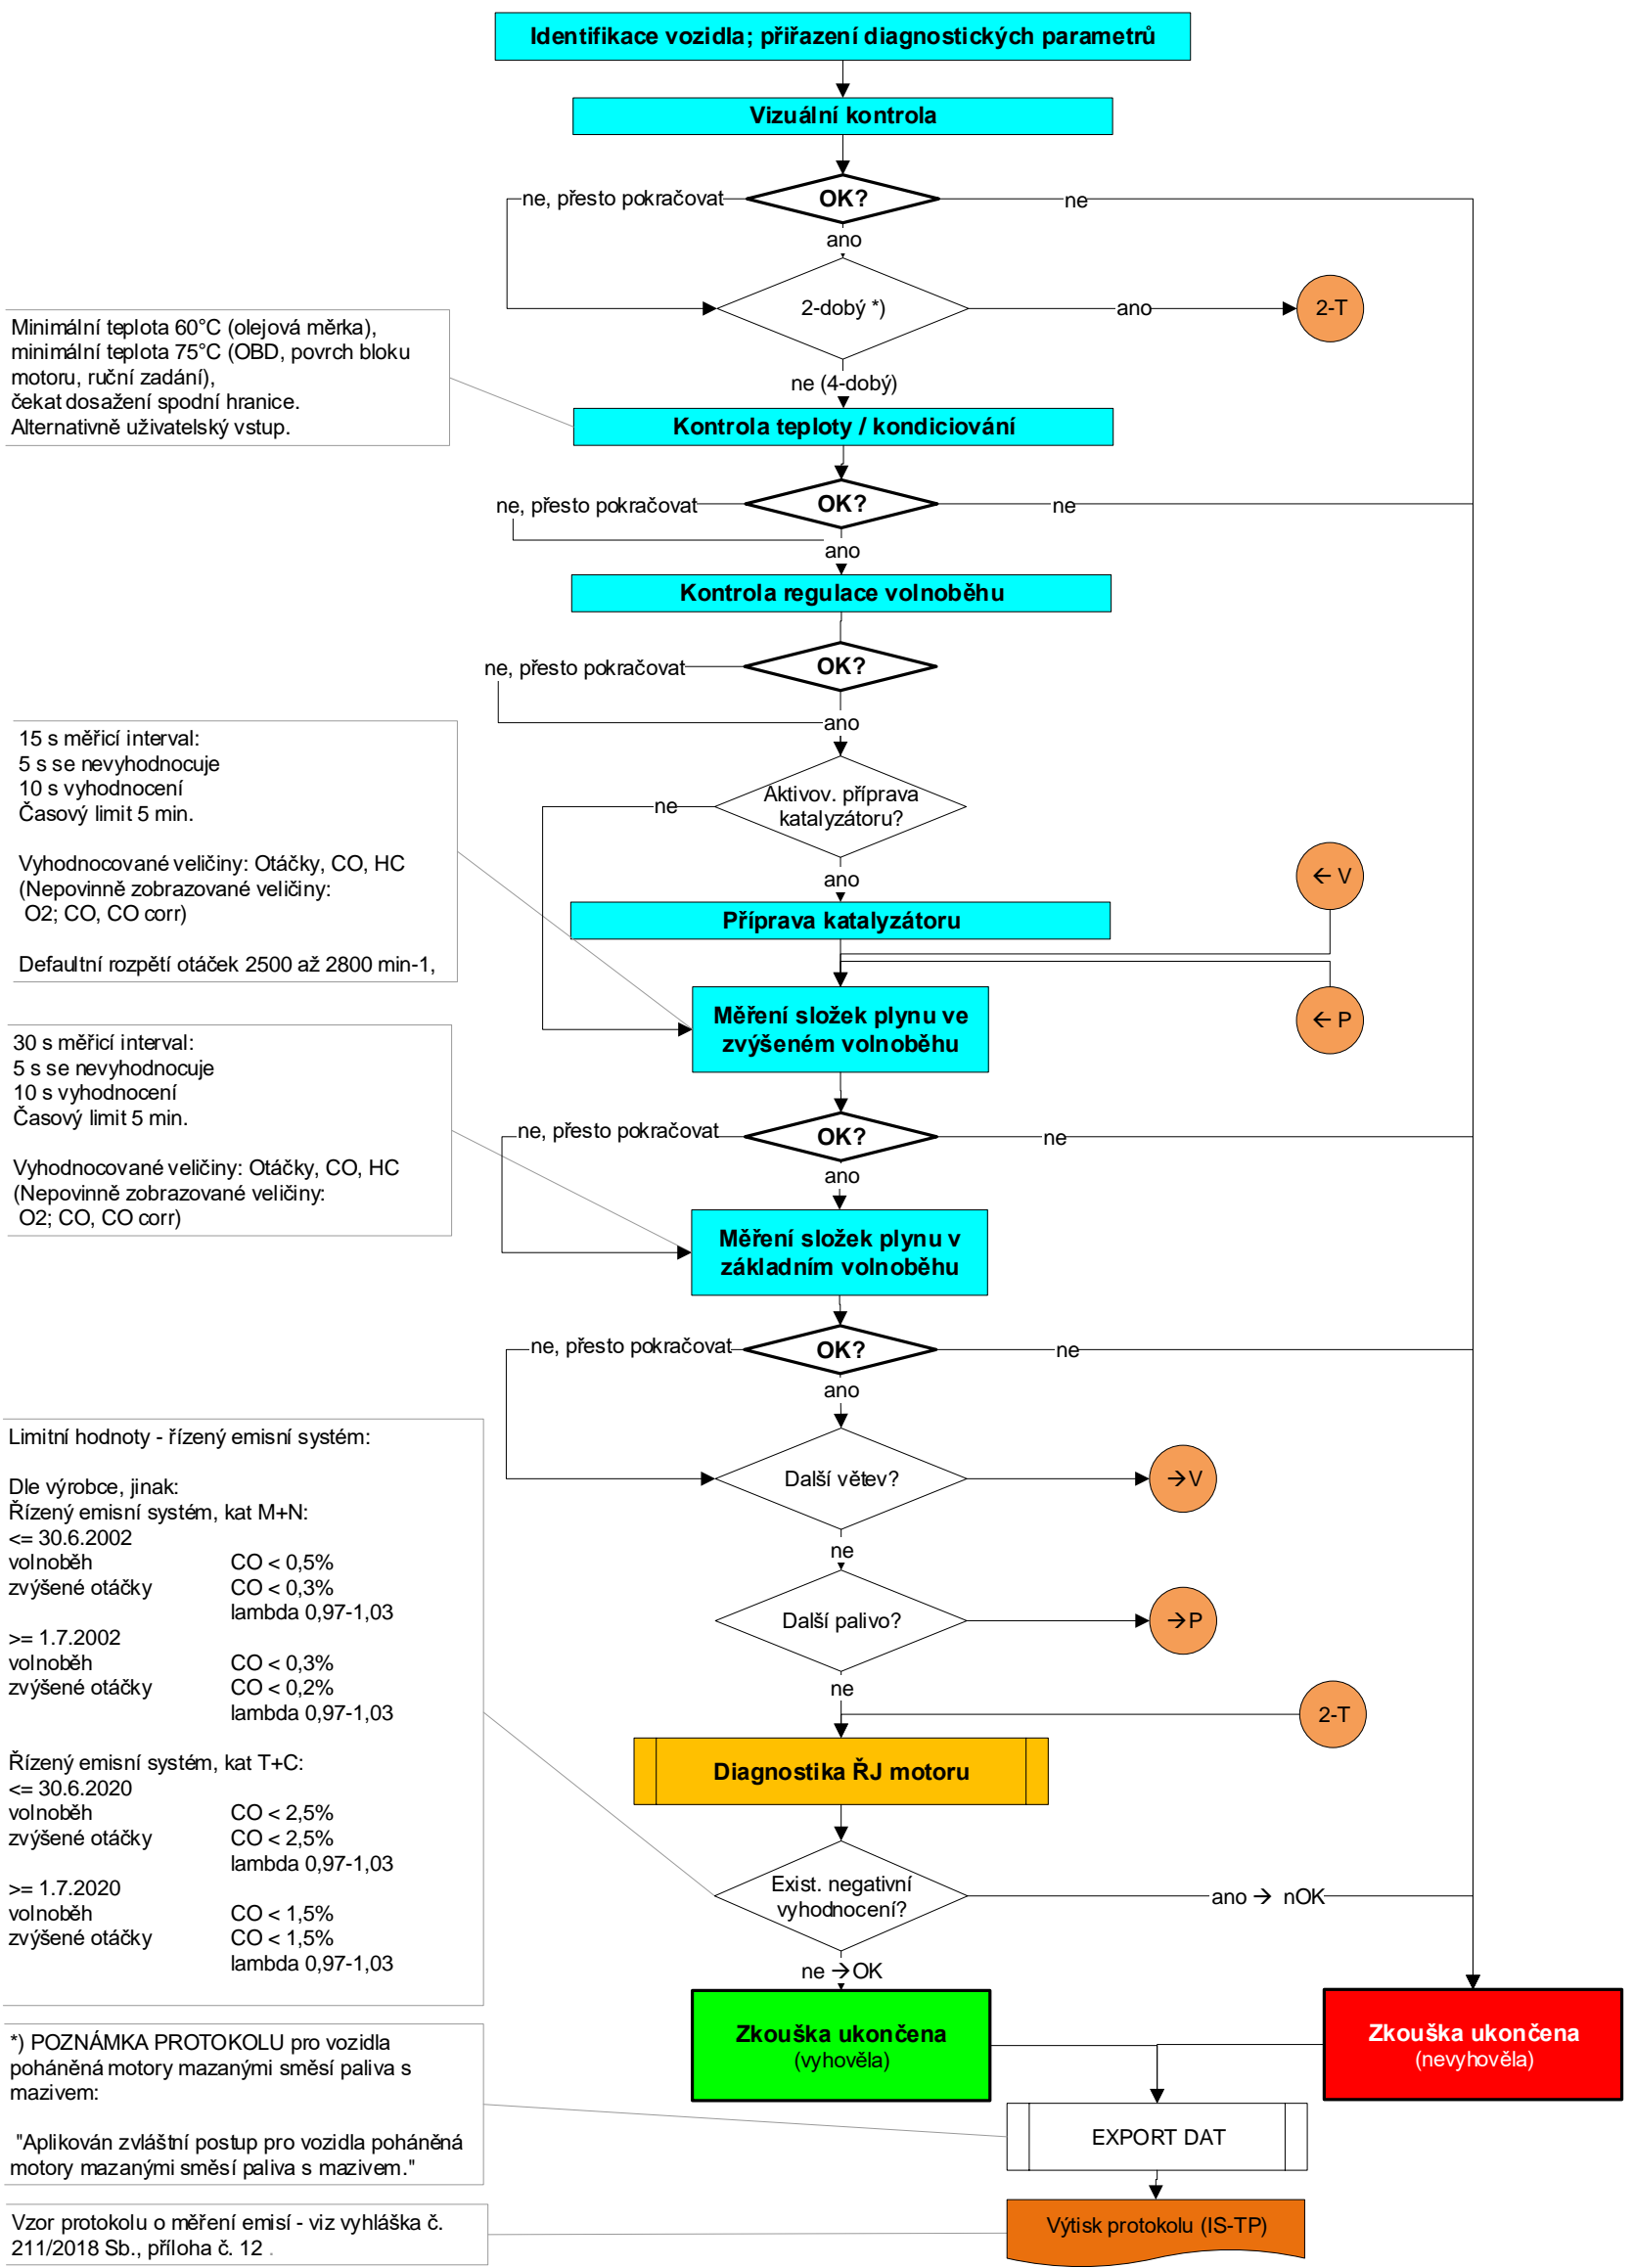 Identifikace vozidla; přiřazení diagnostických parametrů
Vizuální kontrola
ne, přesto pokračovat
OK?
ne
ano
2-dobý *)
ano
2-T
ne (4-dobý)
Minimální teplota 60°C (olejová měrka),
minimální teplota 75°C (OBD, povrch bloku
motoru, ruční zadání),
čekat dosažení spodní hranice.
Alternativně uživatelský vstup.
Kontrola teploty / kondiciování
ne, přesto pokračovat
OK?
ne
ano
Kontrola regulace volnoběhu
ne, přesto pokračovat
OK?
ano
15 s měřicí interval:
5 s se nevyhodnocuje
10 s vyhodnocení
Časový limit 5 min.
Vyhodnocované veličiny: Otáčky, CO, HC
(Nepovinně zobrazované veličiny:
O2; CO, CO corr)
Defaultní rozpětí otáček 2500 až 2800 min-1,
ne
Aktivov. příprava
katalyzátoru?
ano
← V
Příprava katalyzátoru
← P
Měření složek plynu ve
zvýšeném volnoběhu
30 s měřicí interval:
5 s se nevyhodnocuje
10 s vyhodnocení
Časový limit 5 min.
Vyhodnocované veličiny: Otáčky, CO, HC
(Nepovinně zobrazované veličiny:
O2; CO, CO corr)
ne, přesto pokračovat
OK?
ne
ano
Měření složek plynu v
základním volnoběhu
ne, přesto pokračovat
OK?
ne
ano
Další větev?
→V
ne
Další palivo?
→P
ne
2-T
Diagnostika ŘJ motoru
Limitní hodnoty - řízený emisní systém:
Dle výrobce, jinak:
Řízený emisní systém, kat M+N:
<= 30.6.2002
volnoběh CO < 0,5%
zvýšené otáčky CO < 0,3%
lambda 0,97-1,03
>= 1.7.2002
volnoběh CO < 0,3%
zvýšené otáčky CO < 0,2%
lambda 0,97-1,03
Řízený emisní systém, kat T+C:
<= 30.6.2020
volnoběh CO < 2,5%
zvýšené otáčky CO < 2,5%
lambda 0,97-1,03
>= 1.7.2020
volnoběh CO < 1,5%
zvýšené otáčky CO < 1,5%
lambda 0,97-1,03
Exist. negativní
vyhodnocení?
ano → nOK
ne →OK
Zkouška ukončena
(vyhověla)
Zkouška ukončena
(nevyhověla)
*) POZNÁMKA PROTOKOLU pro vozidla
poháněná motory mazanými směsí paliva s
mazivem:
"Aplikován zvláštní postup pro vozidla poháněná
motory mazanými směsí paliva s mazivem."
EXPORT DAT
Vzor protokolu o měření emisí - viz vyhláška č.
211/2018 Sb., příloha č. 12 .
Výtisk protokolu (IS-TP)